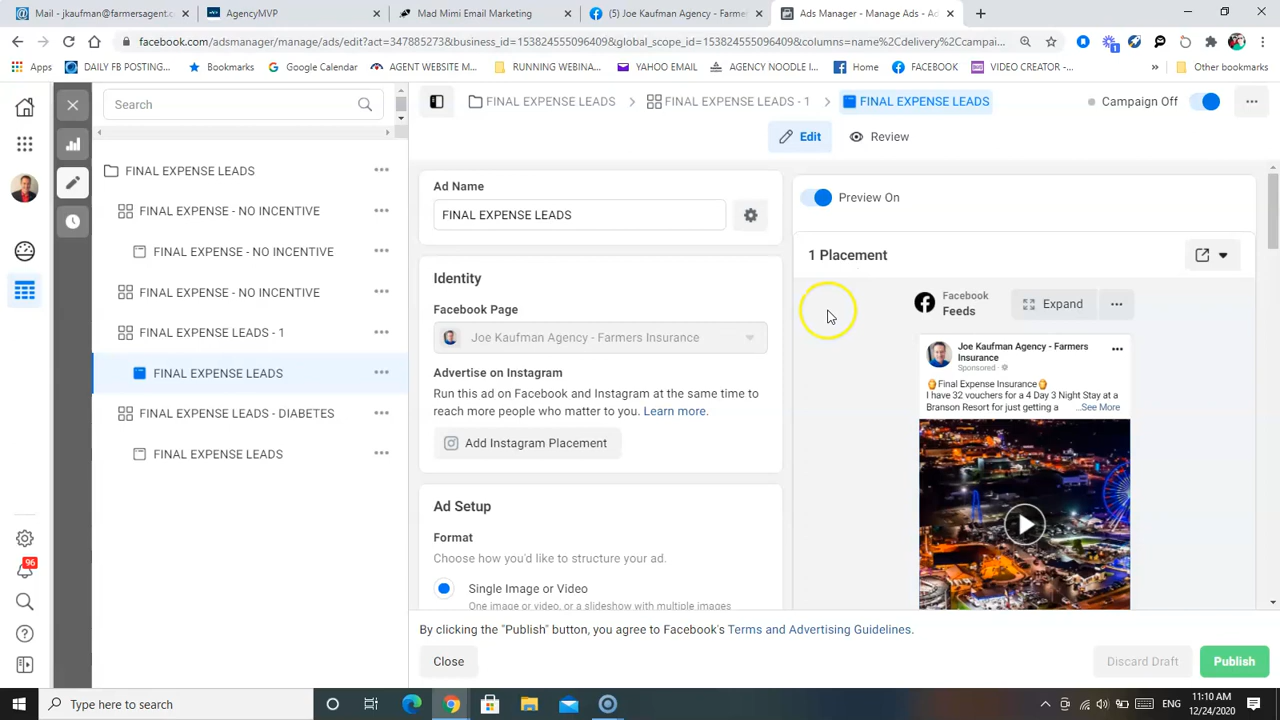 Mail - jkaufman@farmersagent.co
AgencyMVP
Mad Mimi Email Marketing
(5) Joe Kaufman Agency - Farmer
Ads Manager - Manage Ads - Ad
facebook.com/adsmanager/manage/ads/edit?act=347885273&business_id=1538245555096409&global_scope_id=1538245555096409&columns=name%2Cdelivery%2Ccampai...
Apps
DAILY FB POSTING...
Bookmarks
Google Calendar
AGENT WEBSITE M...
RUNNING WEBINA...
YAHOO EMAIL
AGENCY NOODLE I...
Home
FACEBOOK
VIDEO CREATOR -...
»
Other bookmarks
Search
FINAL EXPENSE LEADS
FINAL EXPENSE LEADS - 1
FINAL EXPENSE LEADS
Campaign Off
Edit
Review
FINAL EXPENSE LEADS
FINAL EXPENSE - NO INCENTIVE
FINAL EXPENSE - NO INCENTIVE
FINAL EXPENSE - NO INCENTIVE
FINAL EXPENSE LEADS - 1
FINAL EXPENSE LEADS
FINAL EXPENSE LEADS - DIABETES
FINAL EXPENSE LEADS
96
Ad Name
FINAL EXPENSE LEADS
Identity
Facebook Page
Joe Kaufman Agency - Farmers Insurance
Advertise on Instagram
Run this ad on Facebook and Instagram at the same time to
reach more people who matter to you. Learn more.
Add Instagram Placement
Ad Setup
Format
Choose how you'd like to structure your ad.
Single Image or Video
One image or video, or a slideshow with multiple images
Preview On
1 Placement
Facebook
Feeds
Expand
Joe Kaufman Agency - Farmers
Insurance
Sponsored ·
Final Expense Insurance
I have 32 vouchers for a 4 Day 3 Night Stay at a
Branson Resort for just getting a ...See More
By clicking the "Publish" button, you agree to Facebook's Terms and Advertising Guidelines.
Close
Discard Draft
Publish
Type here to search
ENG
11:10 AM
12/24/2020